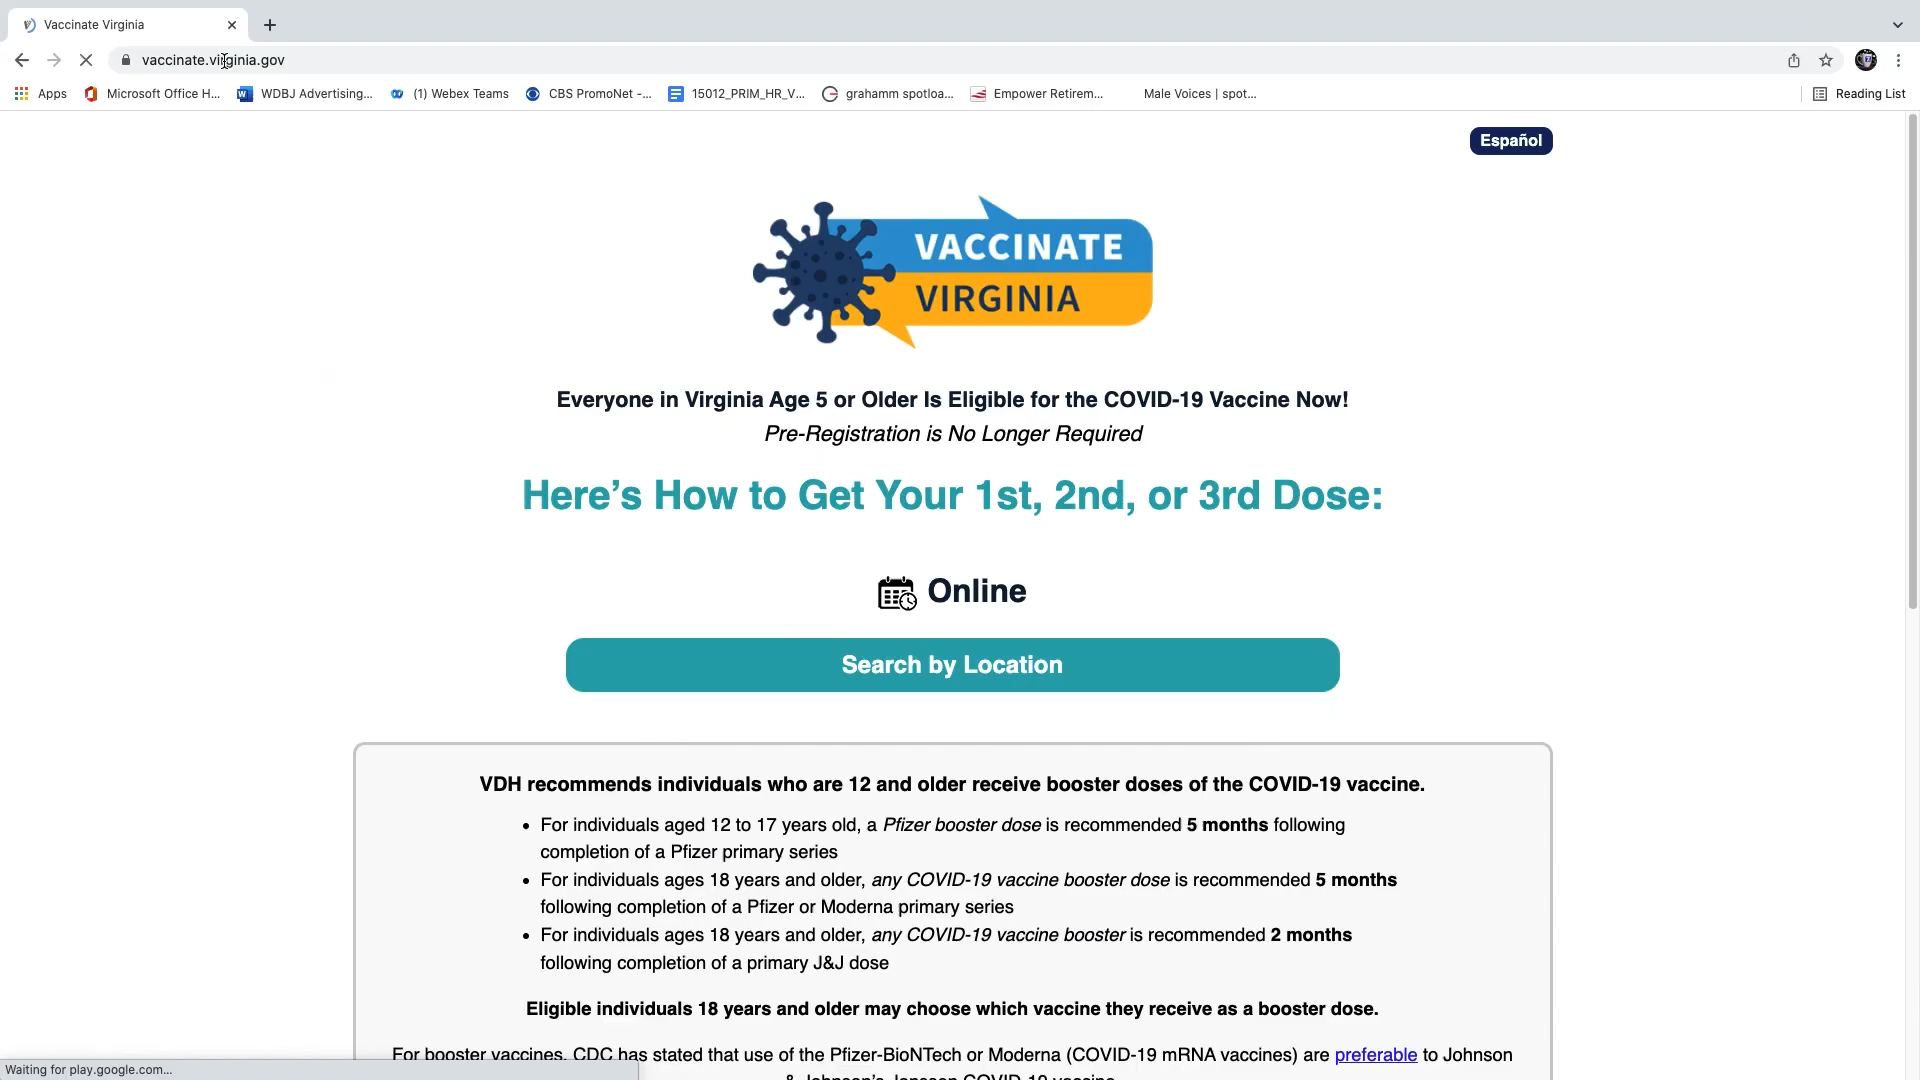 Vaccinate Virginia
vaccinate.virginia.gov
Apps
Microsoft Office H...
WDBJ Advertising...
(1) Webex Teams
CBS PromoNet -...
15012_PRIM_HR_V...
grahamm spotloa...
Empower Retirem...
Male Voices | spot...
Reading List
Español
VACCINATE
VIRGINIA
Everyone in Virginia Age 5 or Older Is Eligible for the COVID-19 Vaccine Now!
Pre-Registration is No Longer Required
Here's How to Get Your 1st, 2nd, or 3rd Dose:
Online
Search by Location
VDH recommends individuals who are 12 and older receive booster doses of the COVID-19 vaccine.
• For individuals aged 12 to 17 years old, a Pfizer booster dose is recommended 5 months following
completion of a Pfizer primary series
• For individuals ages 18 years and older, any COVID-19 vaccine booster dose is recommended 5 months
following completion of a Pfizer or Moderna primary series
• For individuals ages 18 years and older, any COVID-19 vaccine booster is recommended 2 months
following completion of a primary J&J dose
Eligible individuals 18 years and older may choose which vaccine they receive as a booster dose.
For booster vaccines, CDC has stated that use of the Pfizer-BioNTech or Moderna (COVID-19 mRNA vaccines) are preferable to Johnson
& Johnson's Janssen COVID-19 vaccine
Waiting for play.google.com...